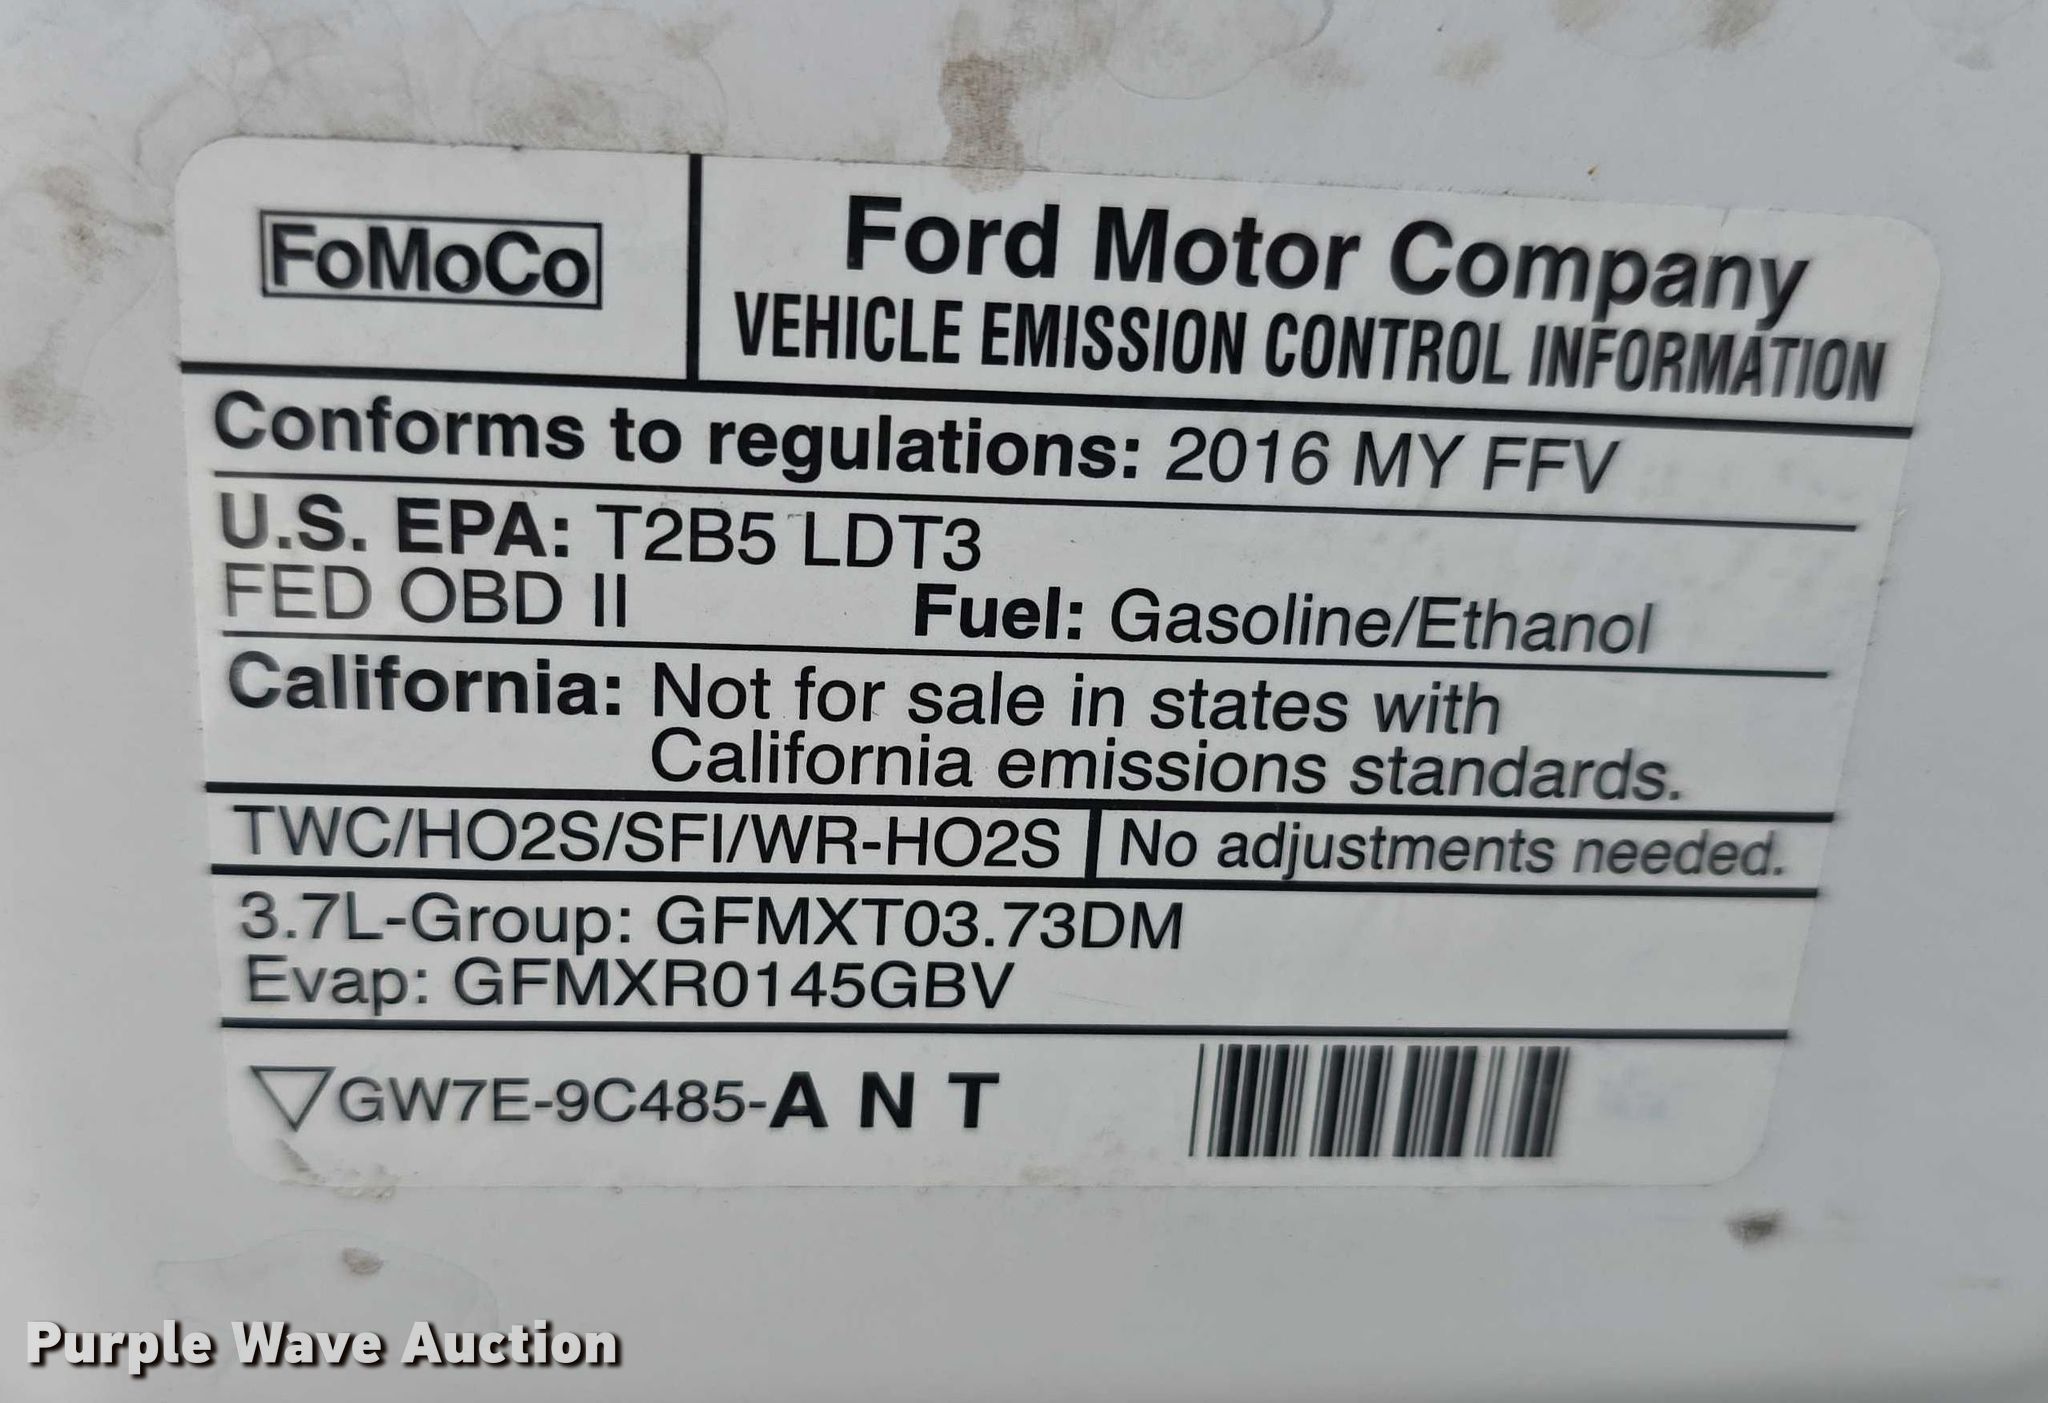 FoMoCo
Ford Motor Company
VEHICLE EMISSION CONTROL INFORMATION
Conforms to regulations: 2016 MY FFV
U.S. EPA: T2B5 LDT3
FED OBD II Fuel: Gasoline/Ethanol
California: Not for sale in states with
California emissions standards.
TWC/HO2S/SFI/WR-HO2S No adjustments needed.
3.7L-Group: GFMXT03.73DM
Evap: GFMXR0145GBV
GW7E-9C485-A N T
Purple Wave Auction